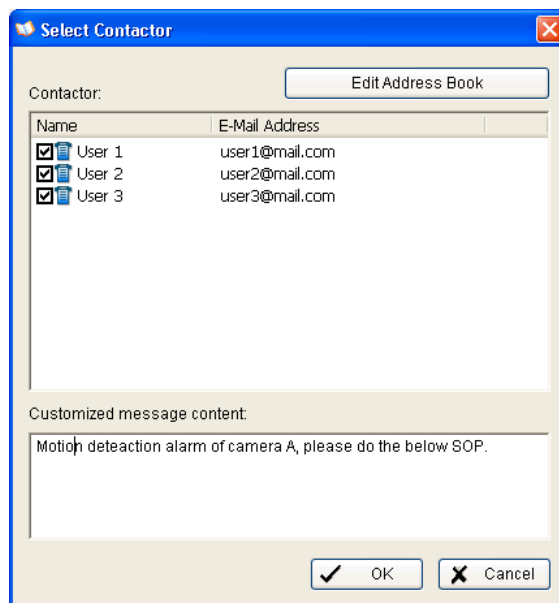 Select Contactor
Edit Address Book
Contactor:
Name E-Mail Address
User 1 user1@mail.com
User 2 user2@mail.com
User 3 user3@mail.com
Customized message content:
Motion deteaction alarm of camera A, please do the below SOP.
OK Cancel